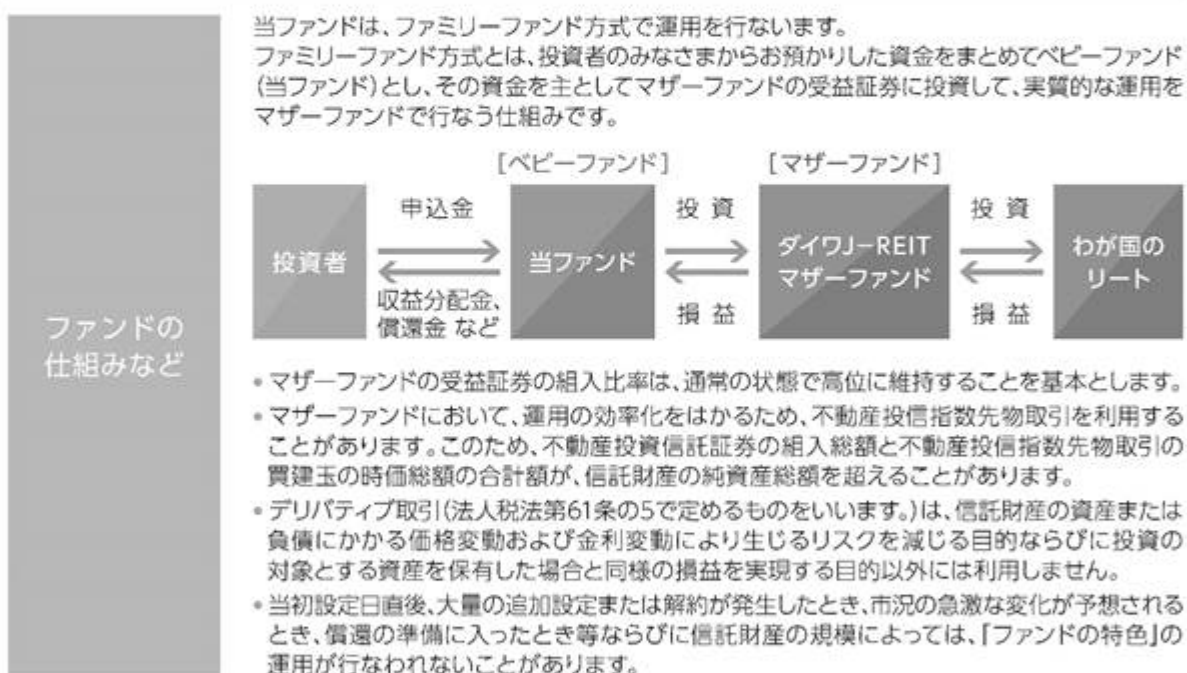 当ファンドは、ファミリーファンド方式で運用を行ないます。
ファミリーファンド方式とは、投資者のみなさまからお預かりした資金をまとめてベビーファンド
(当ファンド)とし、その資金を主としてマザーファンドの受益証券に投資して、実質的な運用を
マザーファンドで行なう仕組みです。
[ベビーファンド]
[マザーファンド]
投資者
申込金
収益分配金、
償還金 など
当ファンド
投 資
損 益
ダイワJ-REIT
マザーファンド
投 資
損 益
わが国の
リート
ファンドの
仕組みなど
• マザーファンドの受益証券の組入比率は、通常の状態で高位に維持することを基本とします。
• マザーファンドにおいて、運用の効率化をはかるため、不動産投信指数先物取引を利用する
ことがあります。このため、不動産投資信託証券の組入総額と不動産投信指数先物取引の
買建玉の時価総額の合計額が、信託財産の純資産総額を超えることがあります。
• デリバティブ取引(法人税法第61条の5で定めるものをいいます。)は、信託財産の資産または
負債にかかる価格変動および金利変動により生じるリスクを減じる目的ならびに投資の
対象とする資産を保有した場合と同様の損益を実現する目的以外には利用しません。
• 当初設定日直後、大量の追加設定または解約が発生したとき、市況の急激な変化が予想される
とき、償還の準備に入ったとき等ならびに信託財産の規模によっては、「ファンドの特色」の
運用が行なわれないことがあります。